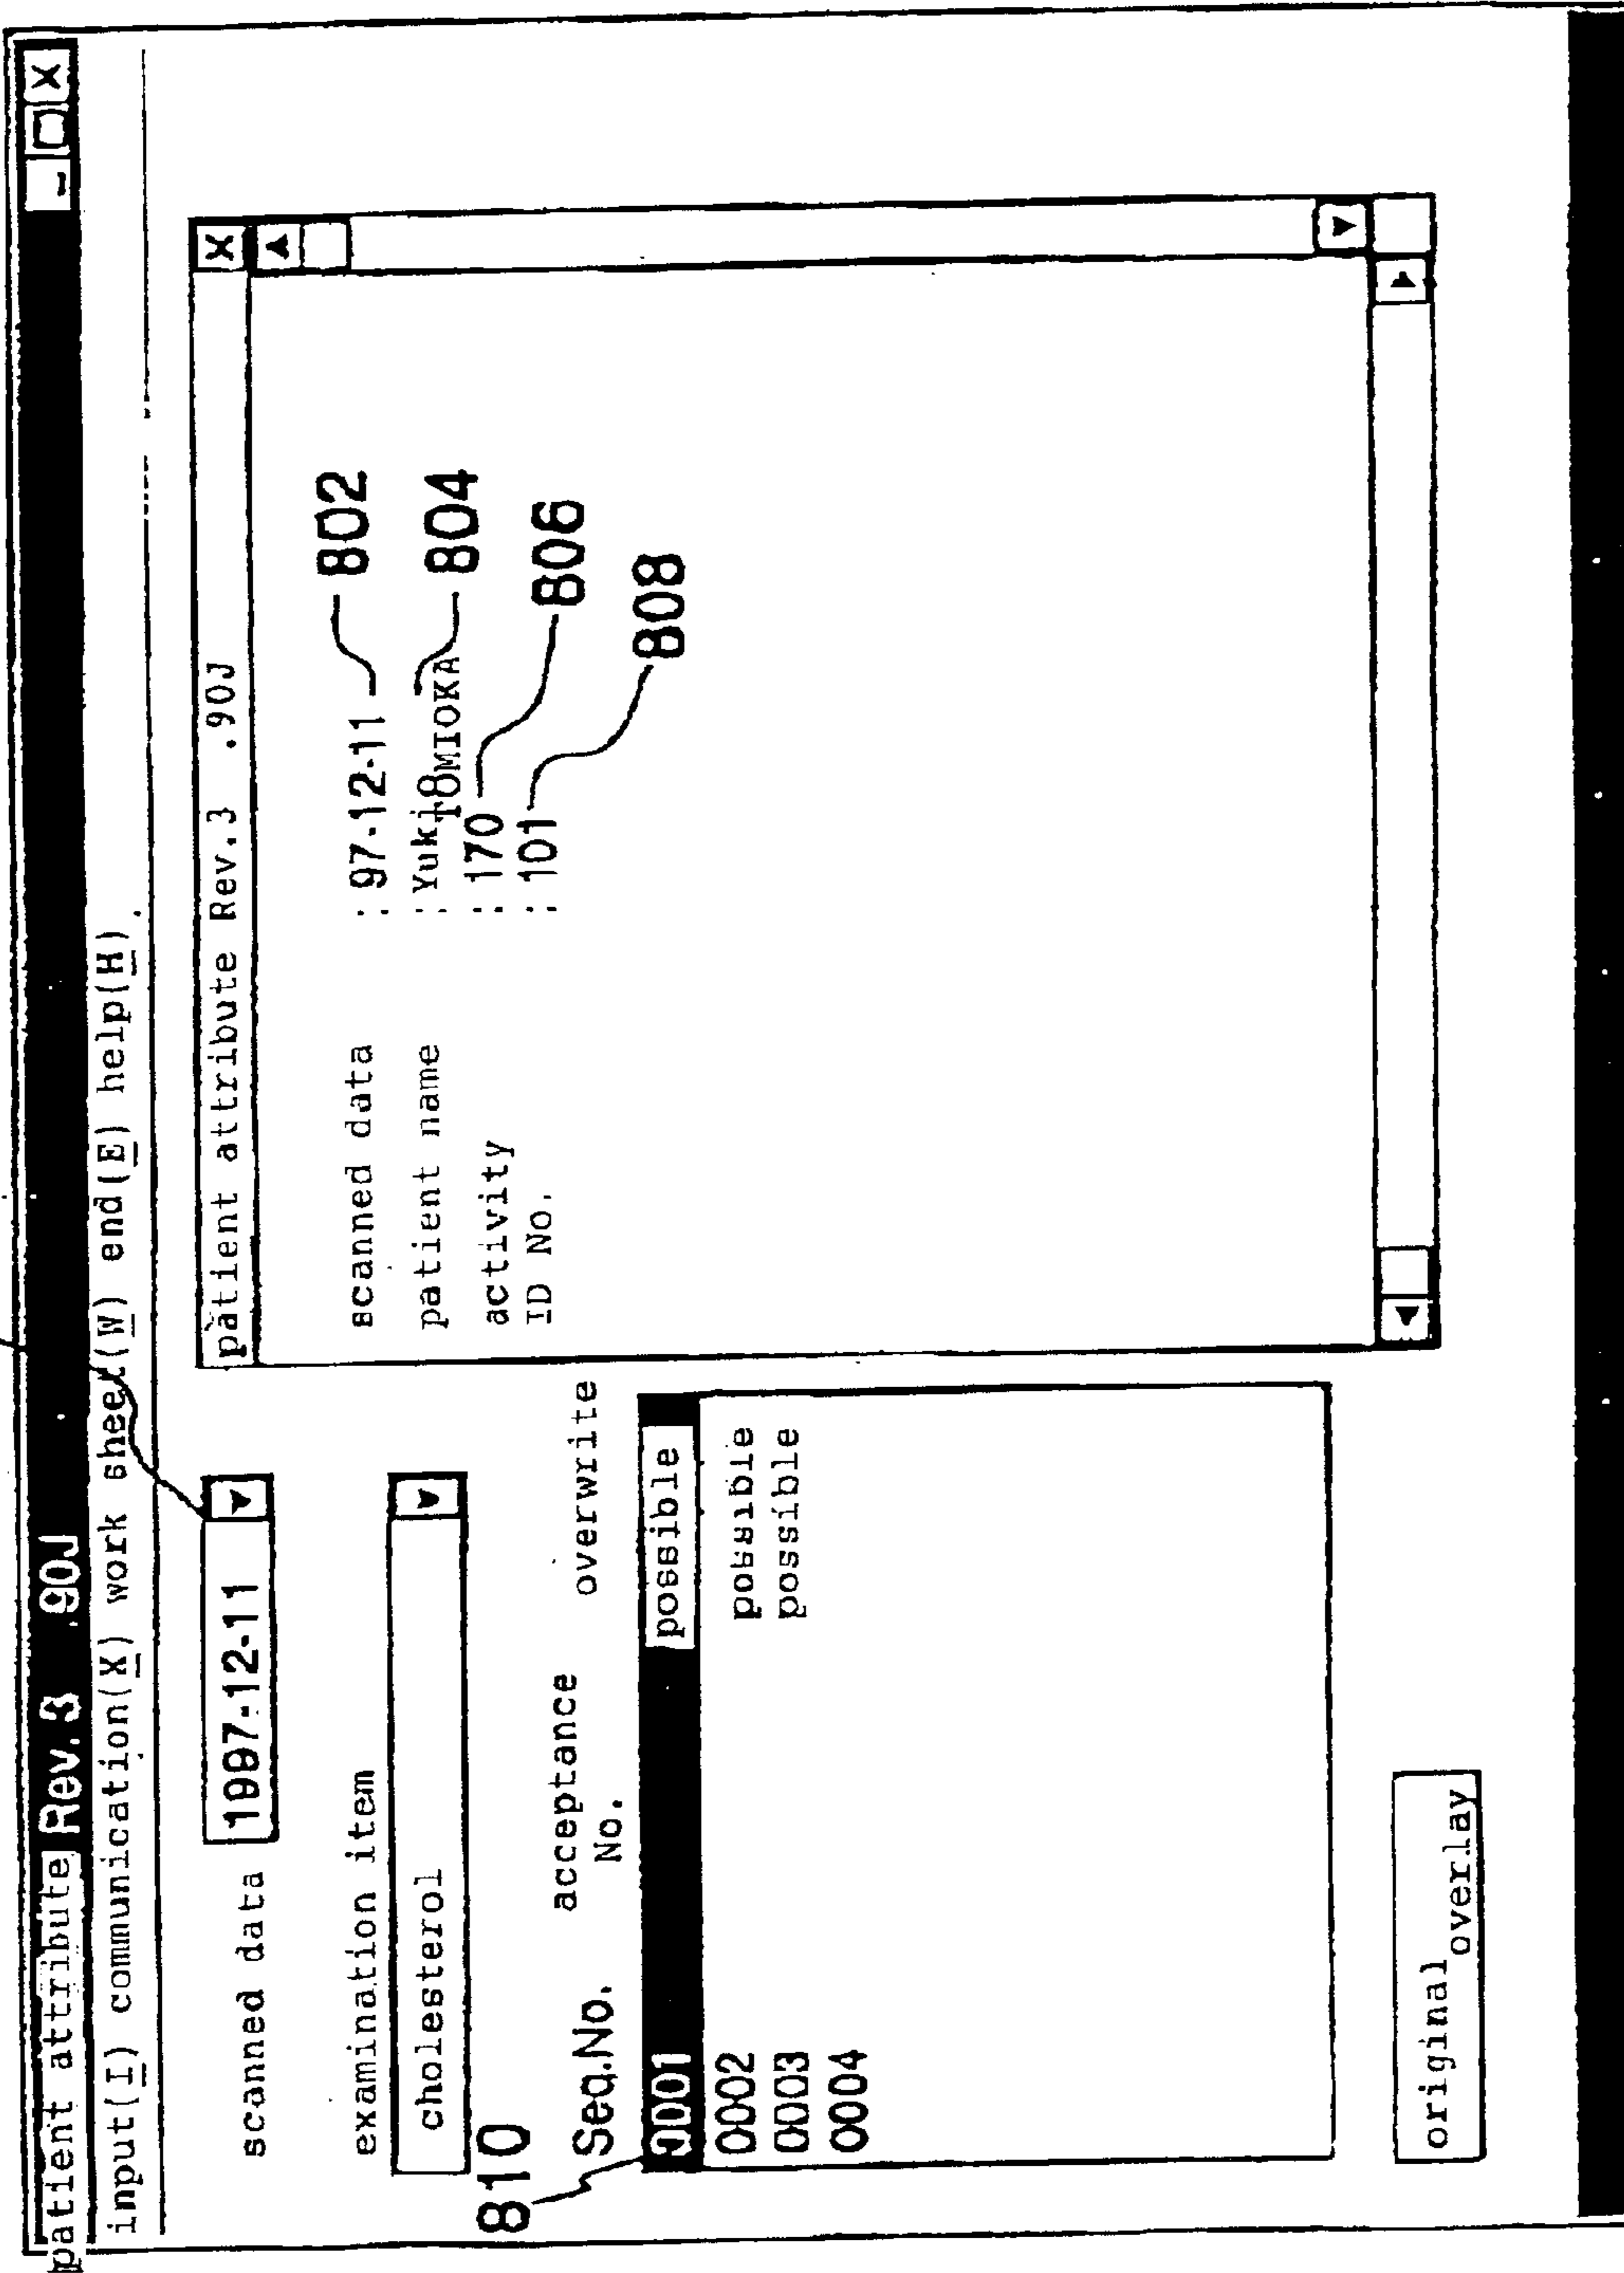 patient attribute Rev.3 .90J
input(I) communication(X) work sheet(W) end(E) help(H)
scanned data 1997-12-11
examination item
cholesterol
810
Seq.No. acceptance No. overwrite
0001 possible
0002 possible
0003 possible
0004
original overlay
patient attribute Rev.3 .90J
scanned data : 97-12-11 802
patient name : Yuki TOMIOKA 804
activity : 170 806
ID No. : 101 808